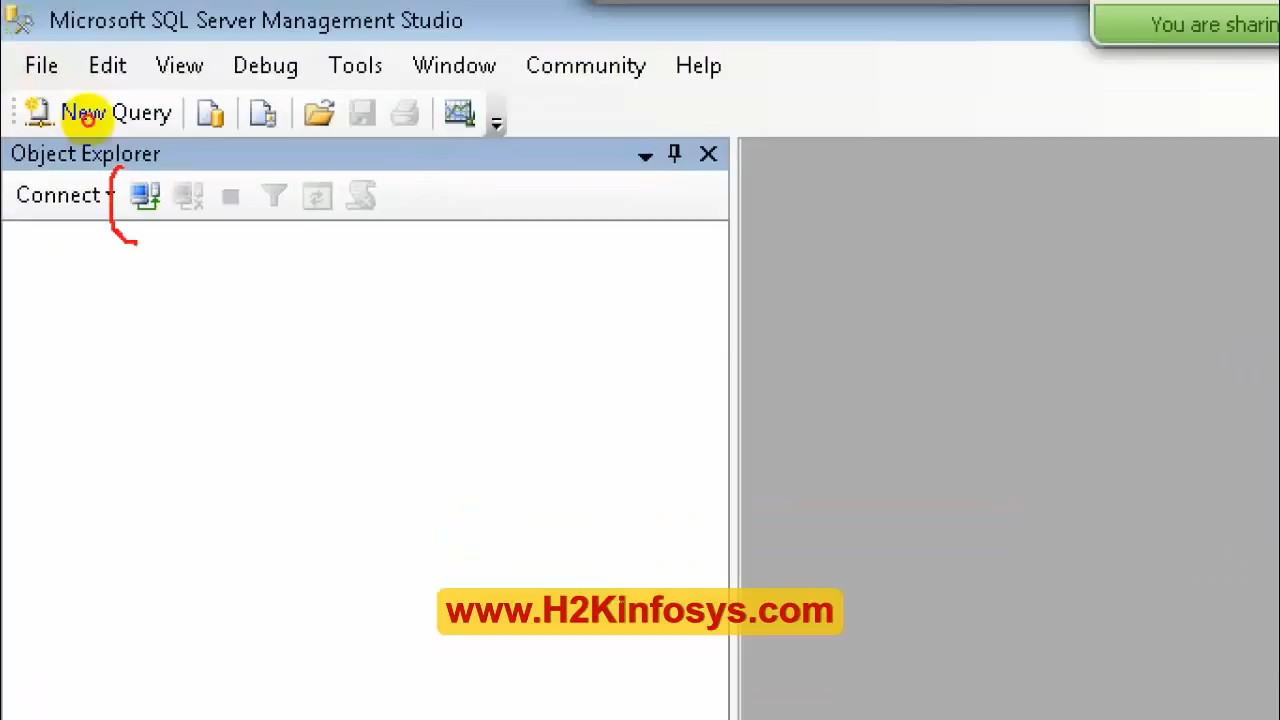 Microsoft SQL Server Management Studio
You are sharin
File Edit View Debug Tools Window Community Help
New Query
Object Explorer
Connect
www.H2Kinfosys.com